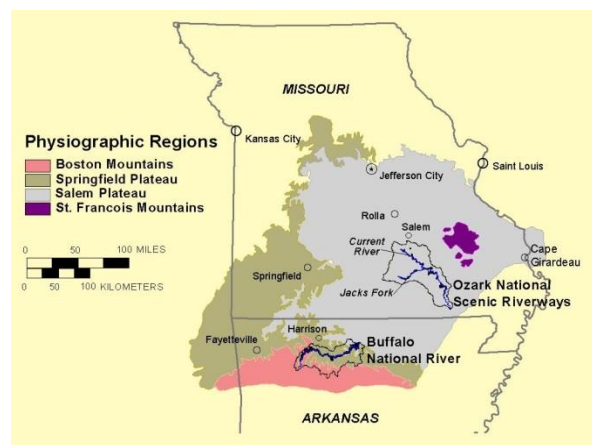 MISSOURI
Kansas City
Saint Louis
Jefferson City
Physiographic Regions
Boston Mountains
Springfield Plateau
Salem Plateau
St. Francois Mountains
0 50 100 MILES
0 50 100 KILOMETERS
Rolla
Salem
Current
River
Cape
Girardeau
Springfield
Jacks Fork
Ozark National
Scenic Riverways
Harrison
Fayetteville
Buffalo
National River
ARKANSAS